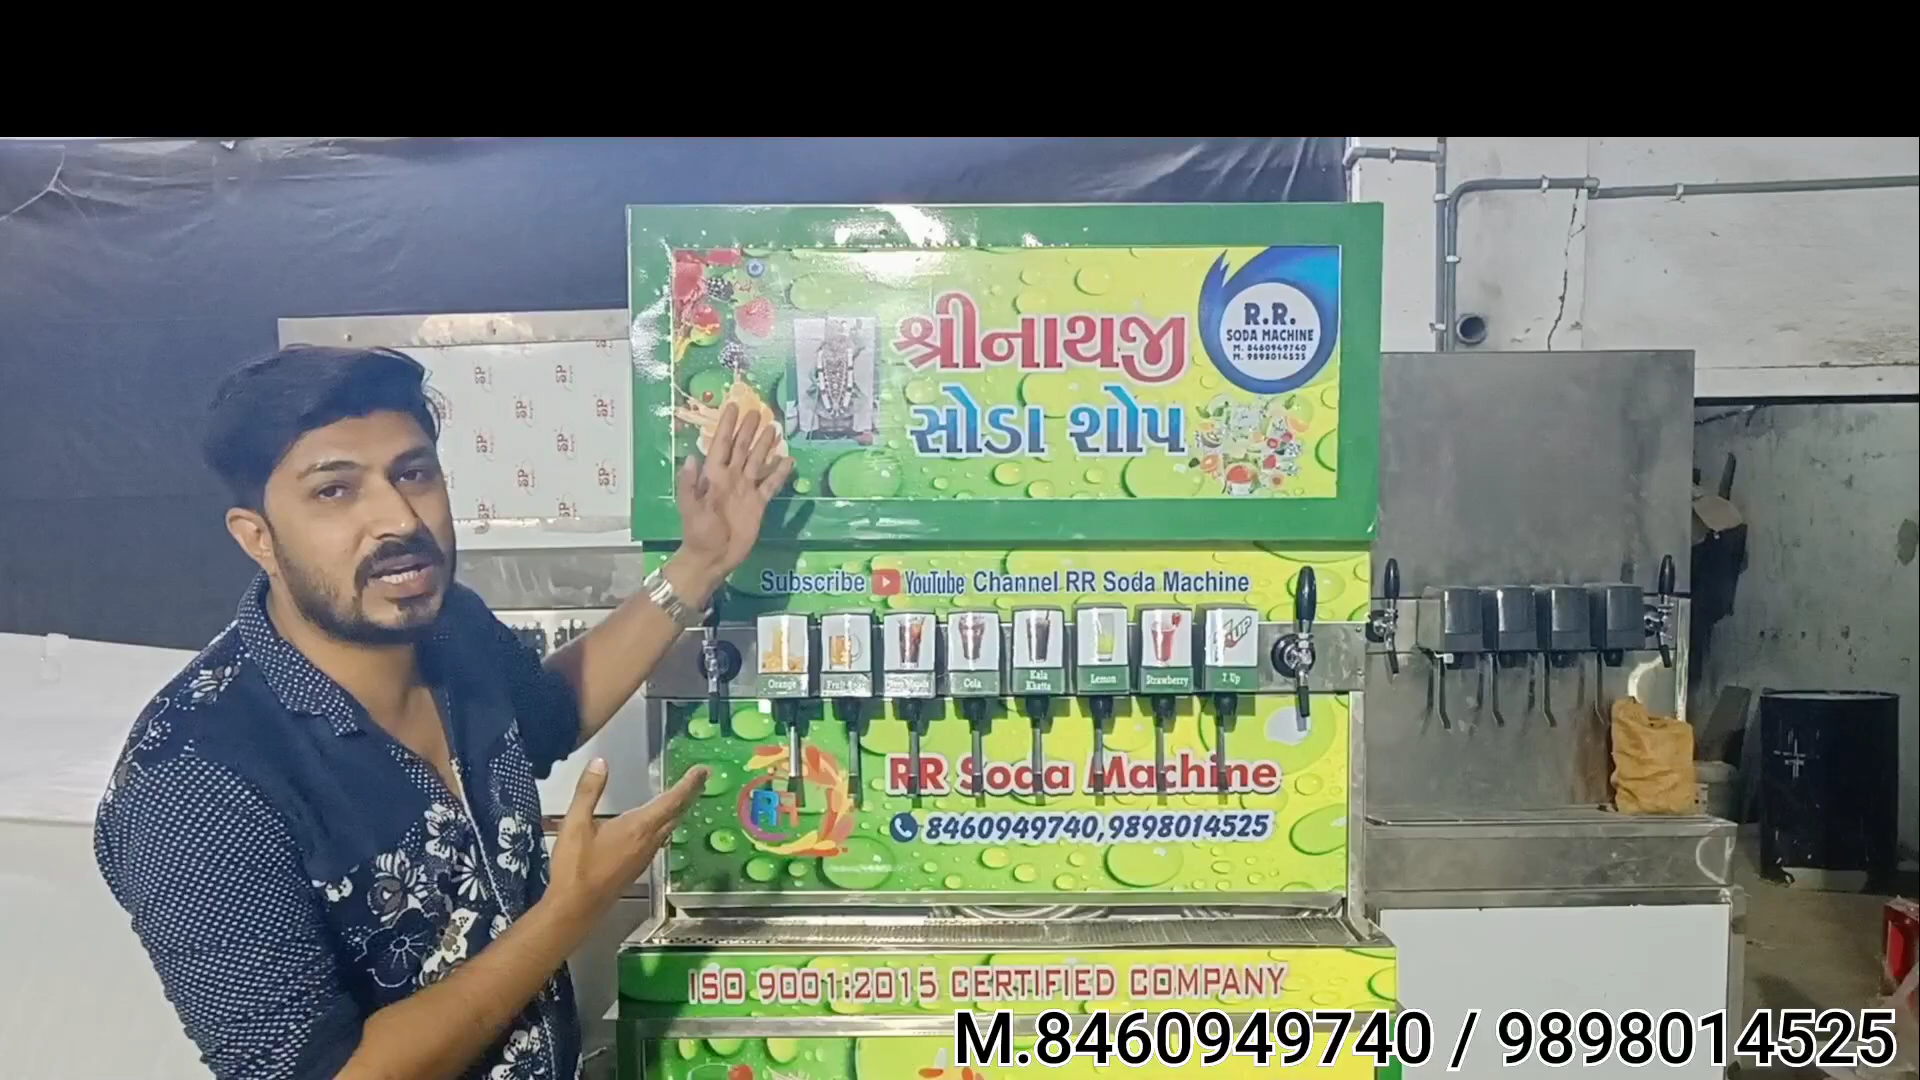 શ્રીનાથજી
સોડા શોપ
R.R.
SODA MACHINE
M. 8460949740
M. 9898014525
Subscribe YouTube Channel RR Soda Machine
Orange
Cola
Kala
Khatta
Lemon
Strawberry
7 Up
RR Soda Machine
8460949740,9898014525
ISO 9001:2015 CERTIFIED COMPANY
M.8460949740 / 9898014525